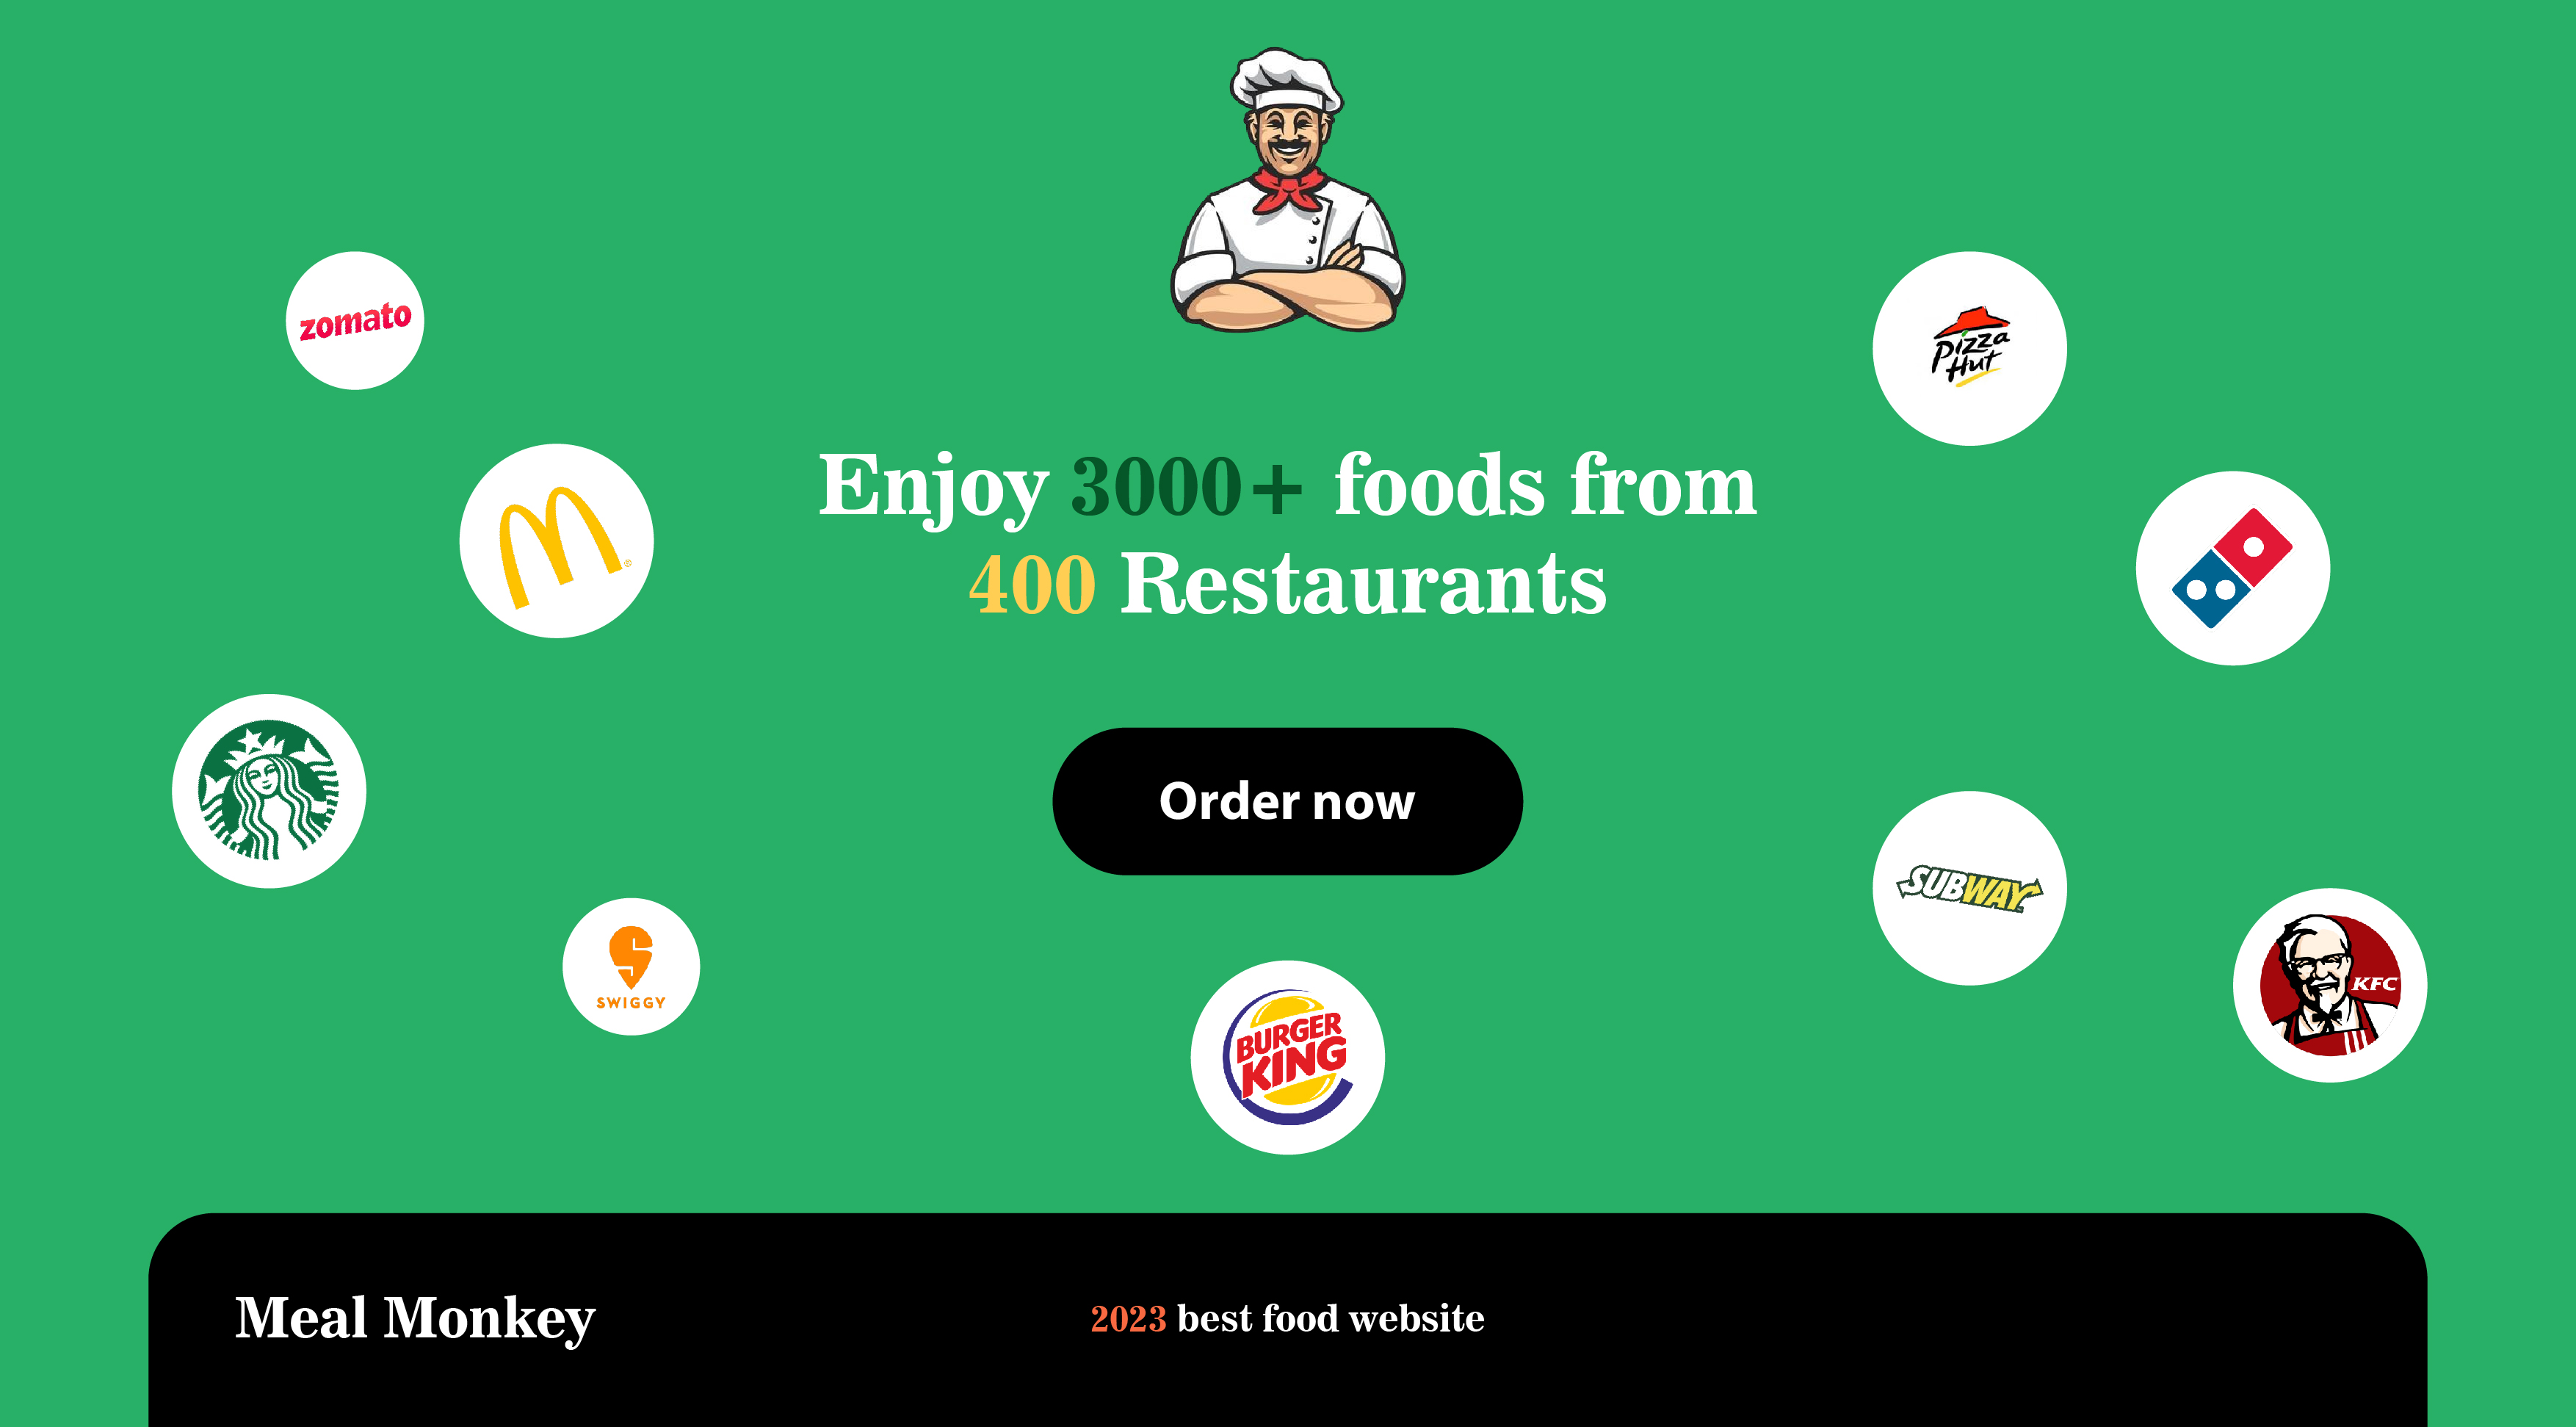 zomato
Pizza
Hut
Enjoy 3000+ foods from
400 Restaurants
Order now
SUBWAY
SWIGGY
KFC
BURGER
KING
Meal Monkey
2023 best food website